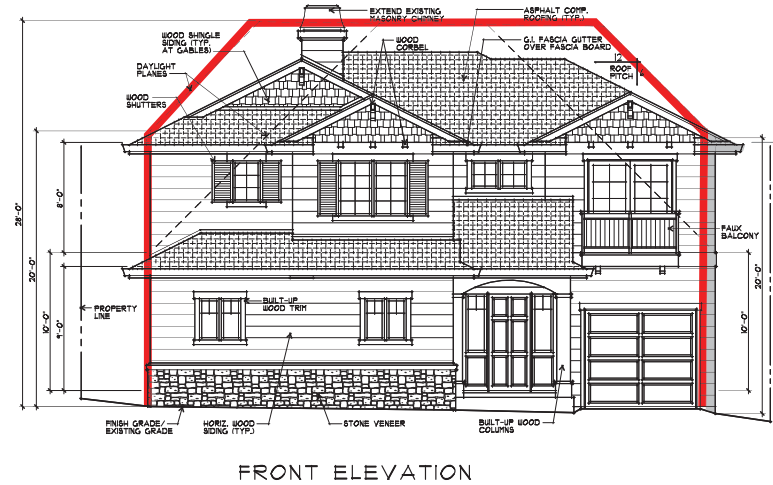 EXTEND EXISTING
MASONRY CHIMNEY
ASPHALT COMP.
ROOFING (TYP.)
WOOD SHINGLE
SIDING (TYP.
AT GABLES)
WOOD
CORBEL
G.I. FASCIA GUTTER
OVER FASCIA BOARD
12
ROOF
PITCH
DAYLIGHT
PLANES
WOOD
SHUTTERS
28'-0"
20'-0"
8'-0"
10'-0"
9'-0"
FAUX
BALCONY
20'-0"
10'-0"
PROPERTY
LINE
BUILT-UP
WOOD TRIM
FINISH GRADE/
EXISTING GRADE
HORIZ. WOOD
SIDING (TYP.)
STONE VENEER
BUILT-UP WOOD
COLUMNS
FRONT ELEVATION